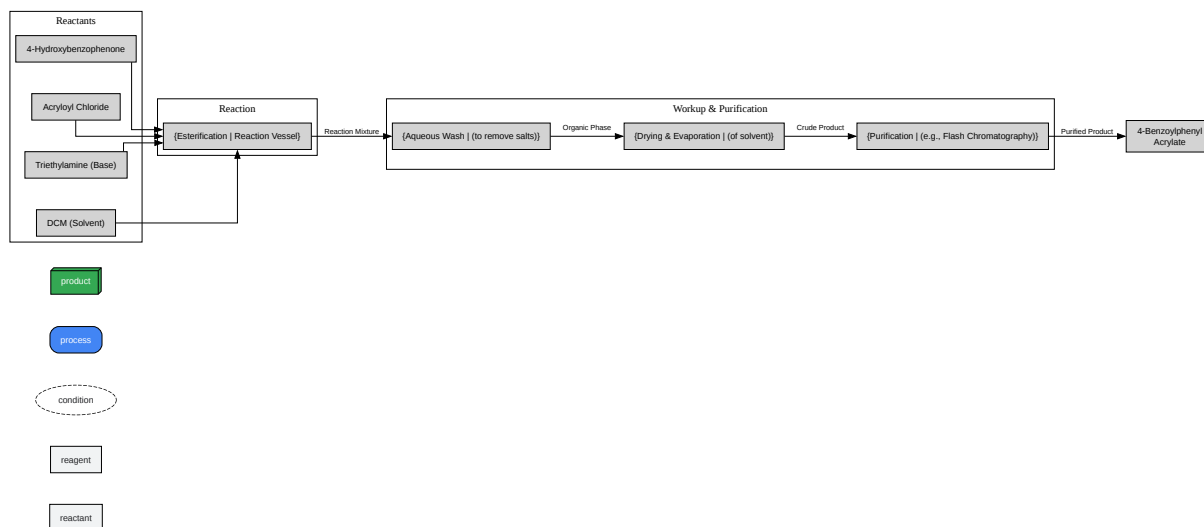 Reactants
4-Hydroxybenzophenone
Acryloyl Chloride
Triethylamine (Base)
DCM (Solvent)
Reaction
{Esterification | Reaction Vessel}
Reaction Mixture
Workup & Purification
{Aqueous Wash | (to remove salts)}
Organic Phase
{Drying & Evaporation | (of solvent)}
Crude Product
{Purification | (e.g., Flash Chromatography)}
Purified Product
4-Benzoylphenyl
Acrylate
product
process
condition
reagent
reactant